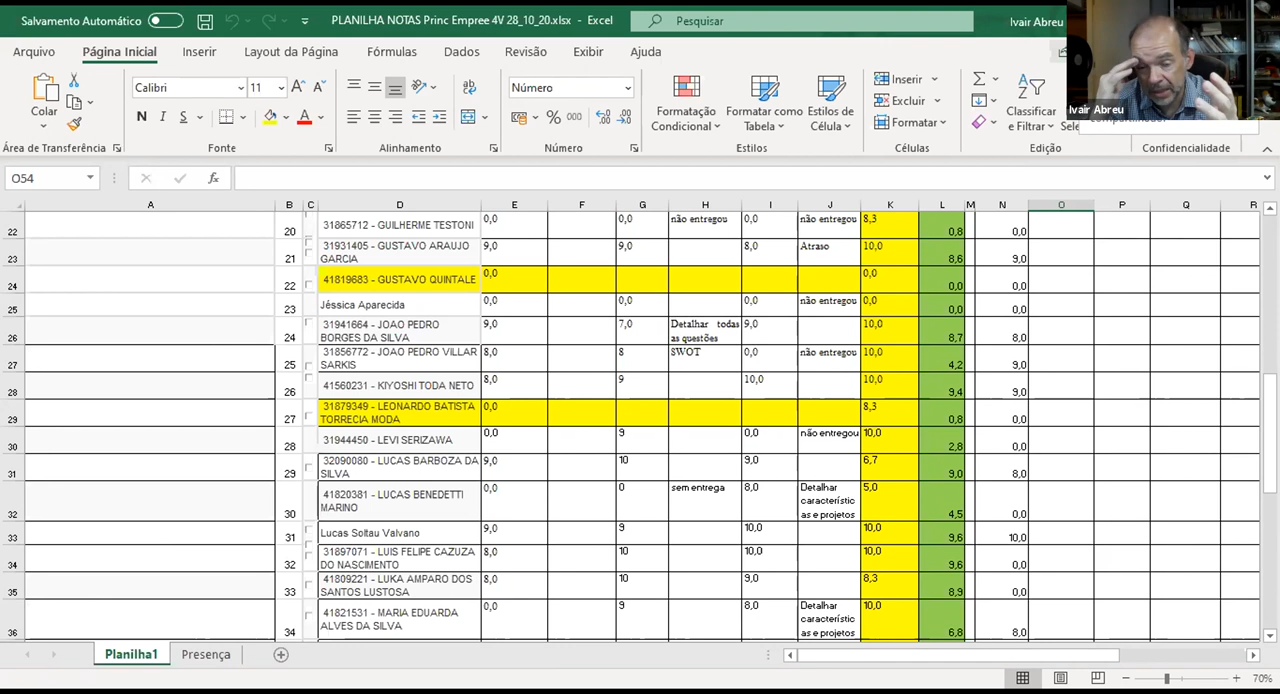 Salvamento Automático
PLANILHA NOTAS Princ Empree 4V 28_10_20.xlsx - Excel
Pesquisar
Ivair Abreu
Arquivo Página Inicial Inserir Layout da Página Fórmulas Dados Revisão Exibir Ajuda
Colar
Calibri 11
N I S
Número
% 000
Formatação Condicional
Formatar como Tabela
Estilos de Célula
Inserir
Excluir
Formatar
Classificar e Filtrar
Ivair Abreu
Área de Transferência Fonte Alinhamento Número Estilos Células Edição Confidencialidade
O54 fx
A B C D E F G H I J K L M N O P Q R
22 20 31865712 - GUILHERME TESTONI 0,0 0,0 não entregou 0,0 não entregou 8,3 0,8 0,0
23 21 31931405 - GUSTAVO ARAUJO GARCIA 9,0 9,0 8,0 Atraso 10,0 8,6 9,0
24 22 41819683 - GUSTAVO QUINTALE 0,0 0,0 0,0 0,0
25 23 Jéssica Aparecida 0,0 0,0 0,0 não entregou 0,0 0,0 0,0
26 24 31941664 - JOAO PEDRO BORGES DA SILVA 9,0 7,0 Detalhar todas as questões 9,0 10,0 8,7 8,0
27 25 31856772 - JOAO PEDRO VILLAR SARKIS 8,0 8 SWOT 0,0 não entregou 10,0 4,2 9,0
28 26 41560231 - KIYOSHI TODA NETO 8,0 9 10,0 10,0 9,4 9,0
29 27 31879349 - LEONARDO BATISTA TORRECIA MODA 0,0 8,3 0,8 0,0
30 28 31944450 - LEVI SERIZAWA 0,0 9 0,0 não entregou 10,0 2,8 0,0
31 29 32090080 - LUCAS BARBOZA DA SILVA 9,0 10 9,0 6,7 9,0 8,0
32 30 41820381 - LUCAS BENEDETTI MARINO 0,0 0 sem entrega 8,0 Detalhar característic as e projetos 5,0 4,5 0,0
33 31 Lucas Soltau Valvano 9,0 9 10,0 10,0 9,6 10,0
34 32 31897071 - LUIS FELIPE CAZUZA DO NASCIMENTO 8,0 10 10,0 10,0 9,6 0,0
35 33 41809221 - LUKA AMPARO DOS SANTOS LUSTOSA 8,0 10 9,0 8,3 8,9 0,0
36 34 41821531 - MARIA EDUARDA ALVES DA SILVA 0,0 9 8,0 Detalhar característic as e projetos 10,0 6,8 8,0
Planilha1 Presença
70%